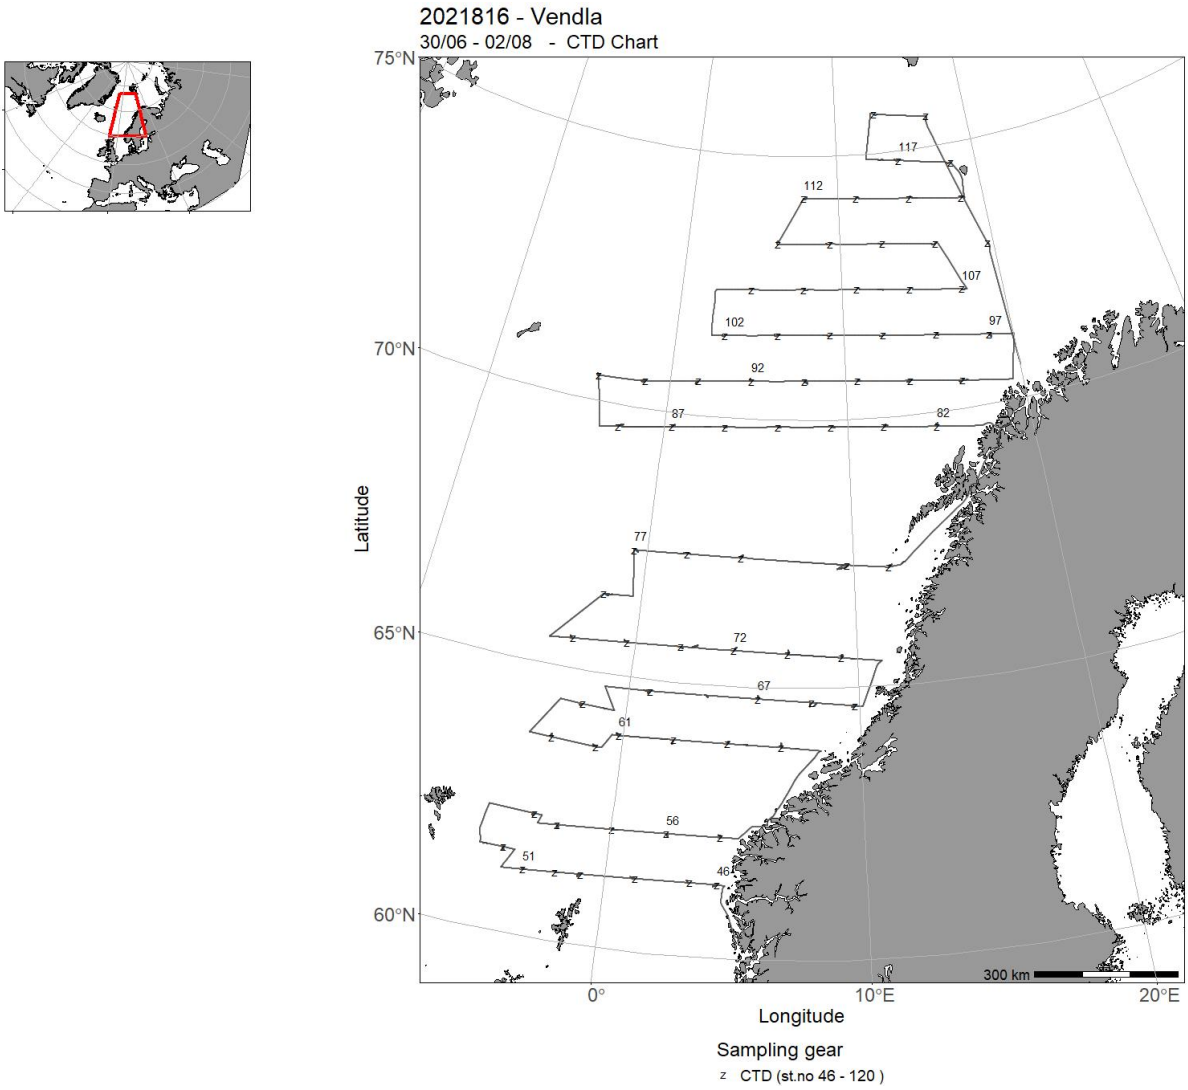 2021816 - Vendla
30/06 - 02/08 - CTD Chart
75°N
117
112
107
102
97
70°N
92
87
82
77
72
65°N
67
61
56
51
46
60°N
300 km
0°
10°E
20°E
Latitude
Longitude
Sampling gear
z CTD (st.no 46 - 120 )